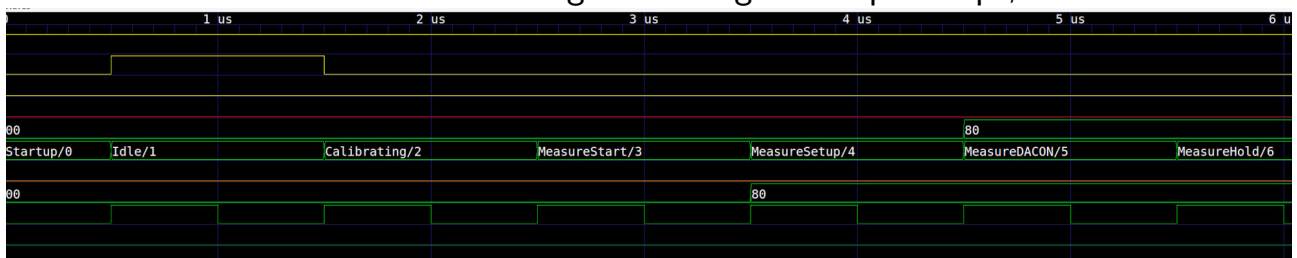 1 us 2 us 3 us 4 us 5 us 6 u
00 80
Startup/0 Idle/1 Calibrating/2 MeasureStart/3 MeasureSetup/4 MeasureDACON/5 MeasureHold/6
00 80